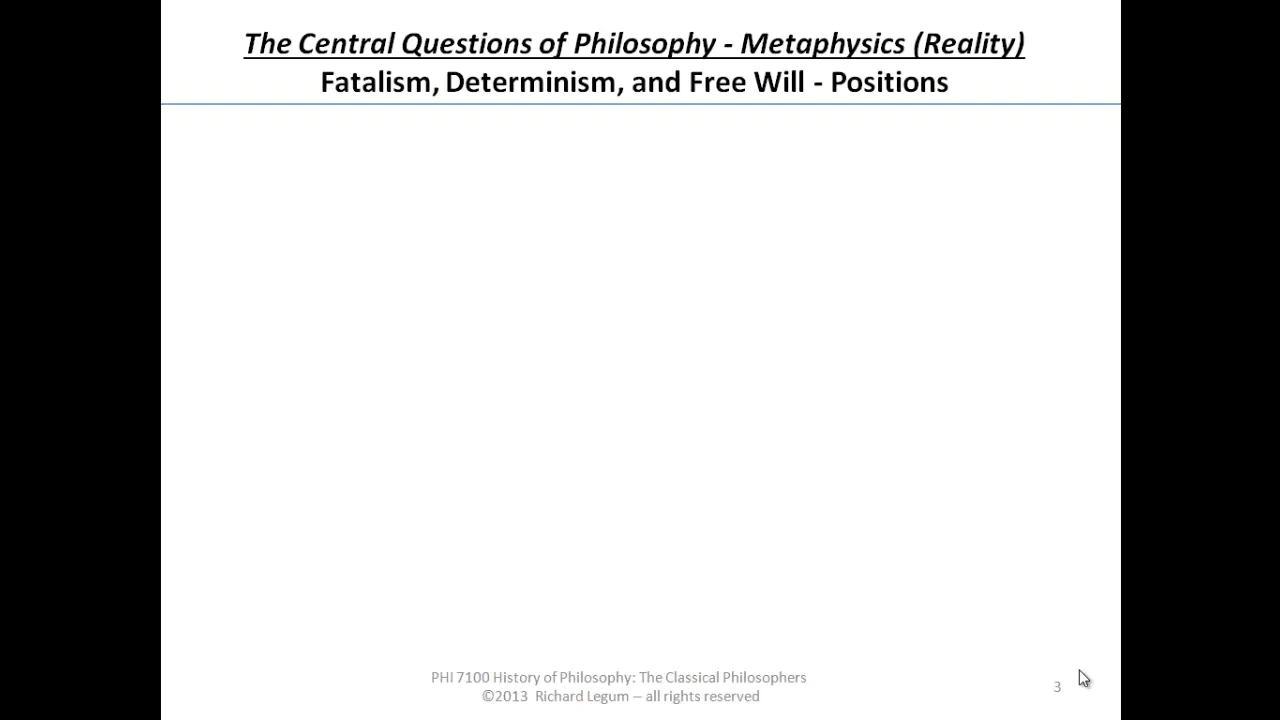 The Central Questions of Philosophy - Metaphysics (Reality)
Fatalism, Determinism, and Free Will - Positions
PHI 7100 History of Philosophy: The Classical Philosophers
©2013  Richard Legum – all rights reserved
3